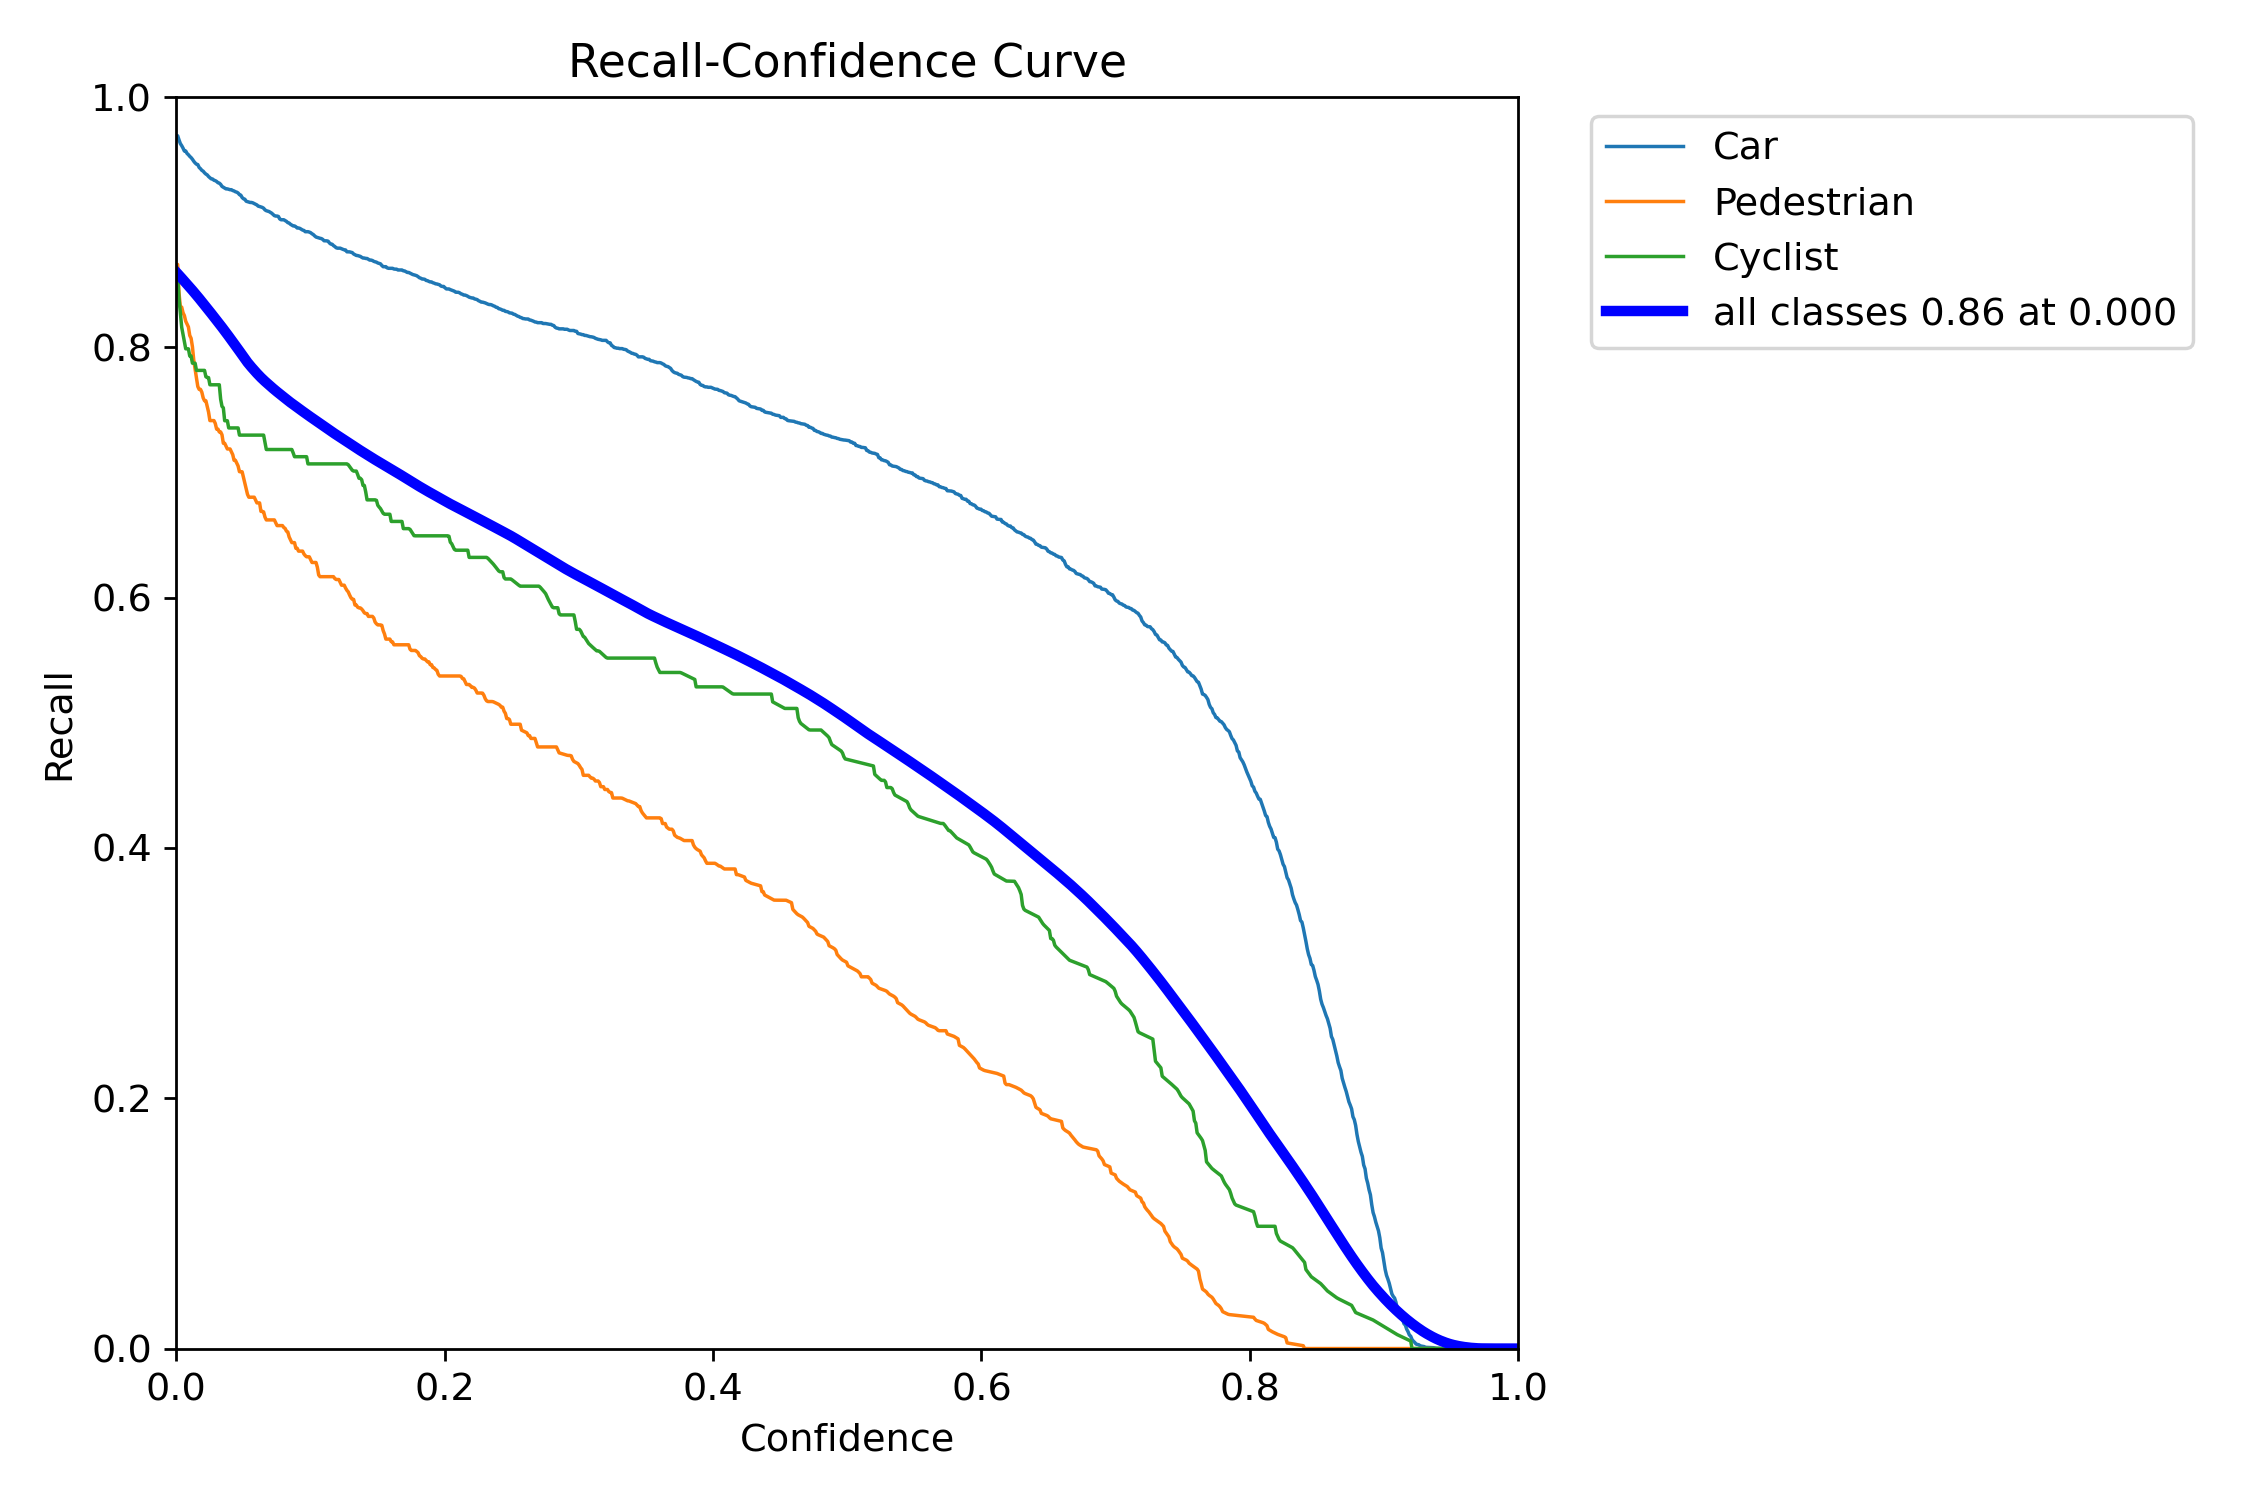 Recall-Confidence Curve
1.0
0.8
0.6
0.4
0.2
0.0
Recall
0.0 0.2 0.4 0.6 0.8 1.0
Confidence
Car
Pedestrian
Cyclist
all classes 0.86 at 0.000